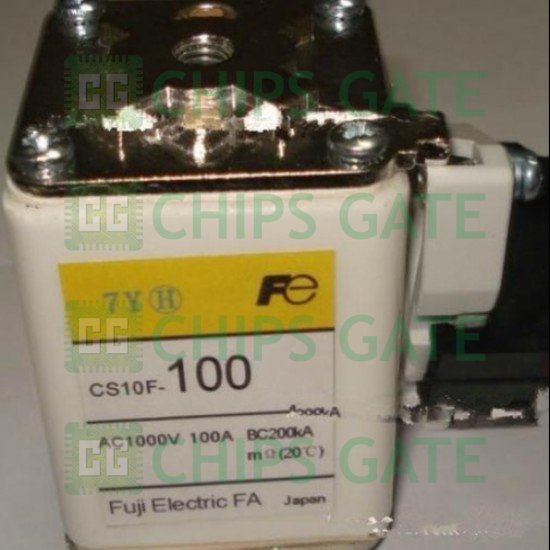 CHIPS GATE
CHIPS GATE
7Y H Fe
CHIPS GATE
CS10F-100
AC1000V 100A BC200kA
mΩ(20℃)
CHIPS GATE
Fuji Electric FA Japan